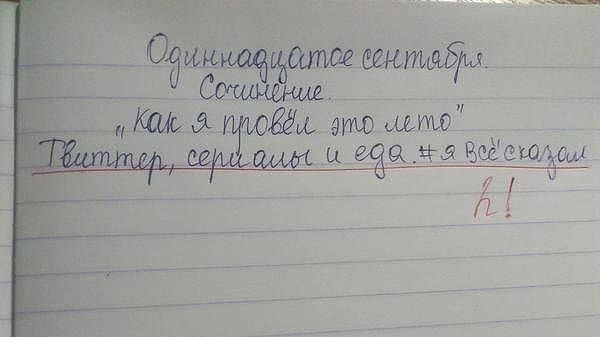 Одиннадцатое сентября.
Сочинение.
„Как я провёл это лето"
Твиттер, сериалы и еда. #я всё сказал
2!